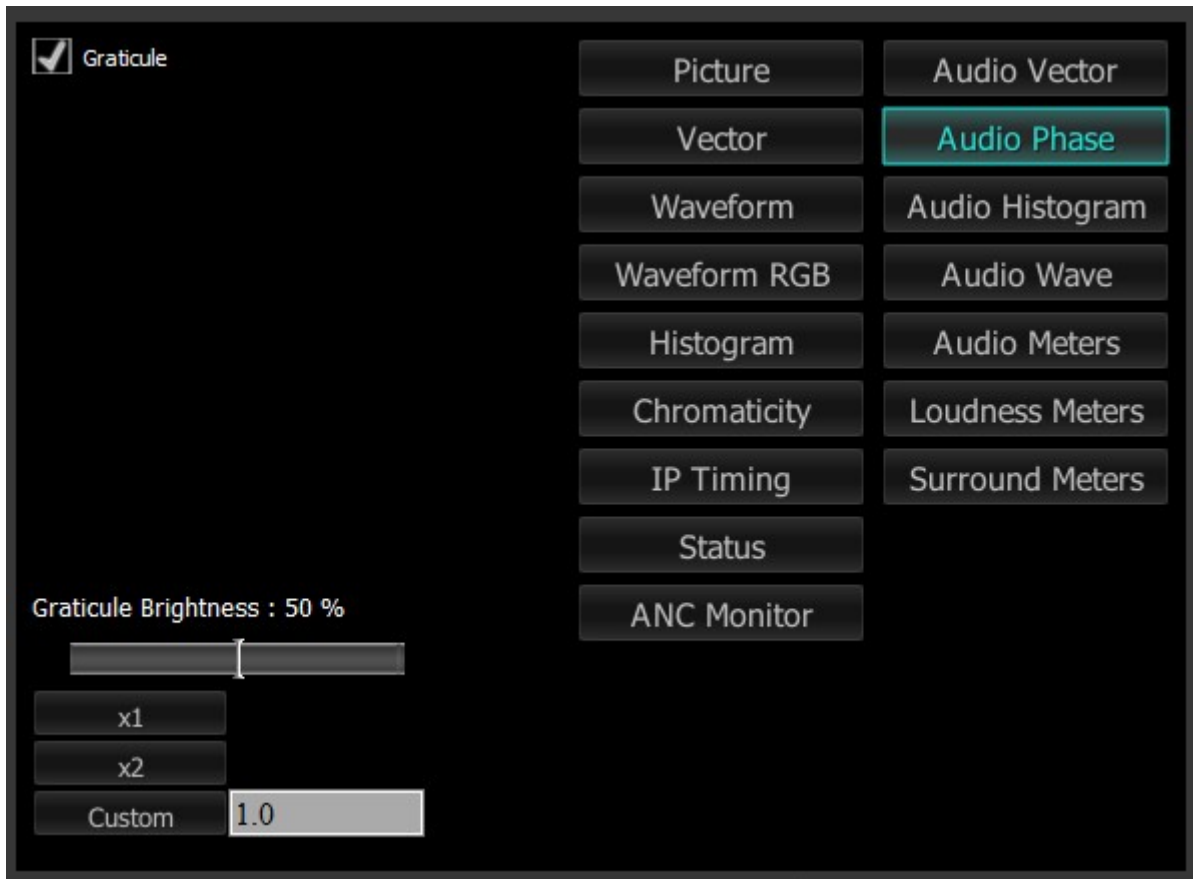 Graticule
Graticule Brightness : 50 %
x1
x2
Custom
1.0
Picture
Vector
Waveform
Waveform RGB
Histogram
Chromaticity
IP Timing
Status
ANC Monitor
Audio Vector
Audio Phase
Audio Histogram
Audio Wave
Audio Meters
Loudness Meters
Surround Meters